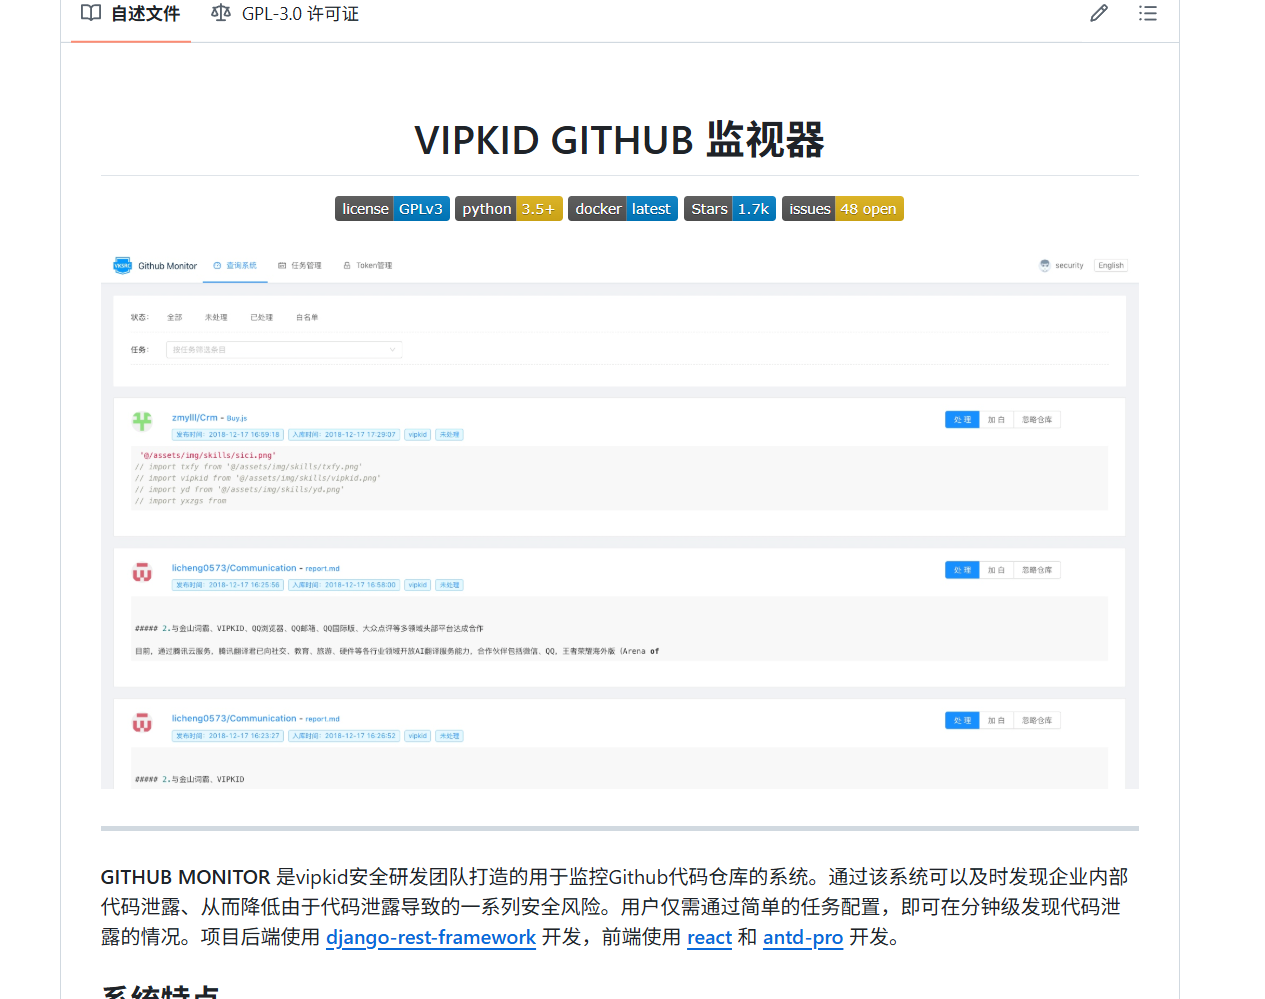 自述文件 GPL-3.0 许可证
VIPKID GITHUB 监视器
license GPLv3 python 3.5+ docker latest Stars 1.7k issues 48 open
VKSRC Github Monitor 查询系统 任务管理 Token管理 security English
状态： 全部 未处理 已处理 白名单
任务： 按任务筛选条目
zmylll/Crm - Buy.js 处 理 加 白 忽略仓库
发布时间：2018-12-17 16:59:18 入库时间：2018-12-17 17:29:07 vipkid 未处理
'@/assets/img/skills/sici.png'
// import txfy from '@/assets/img/skills/txfy.png'
// import vipkid from '@/assets/img/skills/vipkid.png'
// import yd from '@/assets/img/skills/yd.png'
// import yxzgs from
licheng0573/Communication - report.md 处 理 加 白 忽略仓库
发布时间：2018-12-17 16:25:56 入库时间：2018-12-17 16:58:00 vipkid 未处理
##### 2.与金山词霸、VIPKID、QQ浏览器、QQ邮箱、QQ国际版、大众点评等多领域头部平台达成合作
目前，通过腾讯云服务，腾讯翻译君已向社交、教育、旅游、硬件等各行业领域开放AI翻译服务能力，合作伙伴包括微信、QQ，王者荣耀海外版（Arena of
licheng0573/Communication - report.md 处 理 加 白 忽略仓库
发布时间：2018-12-17 16:23:27 入库时间：2018-12-17 16:26:52 vipkid 未处理
##### 2.与金山词霸、VIPKID
GITHUB MONITOR 是vipkid安全研发团队打造的用于监控Github代码仓库的系统。通过该系统可以及时发现企业内部
代码泄露、从而降低由于代码泄露导致的一系列安全风险。用户仅需通过简单的任务配置，即可在分钟级发现代码泄
露的情况。项目后端使用 django-rest-framework 开发，前端使用 react 和 antd-pro 开发。
系统特点